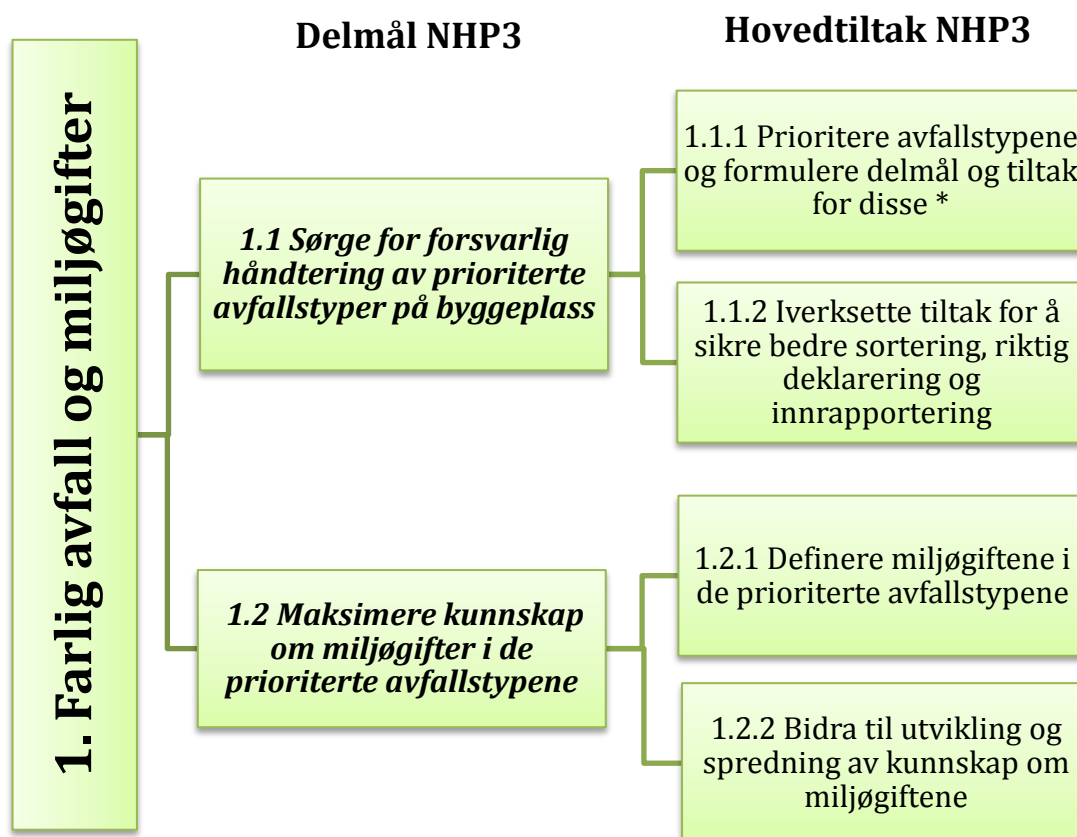 Delmål NHP3
Hovedtiltak NHP3
1. Farlig avfall og miljøgifter
1.1 Sørge for forsvarlig
håndtering av prioriterte
avfallstyper på byggeplass
1.1.1 Prioritere avfallstypene
og formulere delmål og tiltak
for disse *
1.1.2 Iverksette tiltak for å
sikre bedre sortering, riktig
deklarering og
innrapportering
1.2 Maksimere kunnskap
om miljøgifter i de
prioriterte avfallstypene
1.2.1 Definere miljøgiftene i
de prioriterte avfallstypene
1.2.2 Bidra til utvikling og
spredning av kunnskap om
miljøgiftene